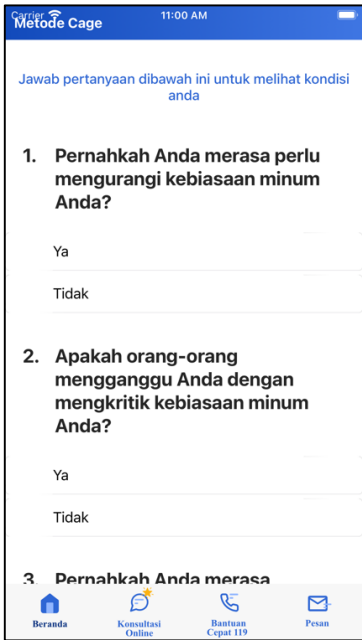 Carrier 11:00 AM
Metode Cage
Jawab pertanyaan dibawah ini untuk melihat kondisi
anda
1. Pernahkah Anda merasa perlu
mengurangi kebiasaan minum
Anda?
Ya
Tidak
2. Apakah orang-orang
mengganggu Anda dengan
mengkritik kebiasaan minum
Anda?
Ya
Tidak
3. Pernahkah Anda merasa
Beranda
Konsultasi
Online
Bantuan
Cepat 119
Pesan